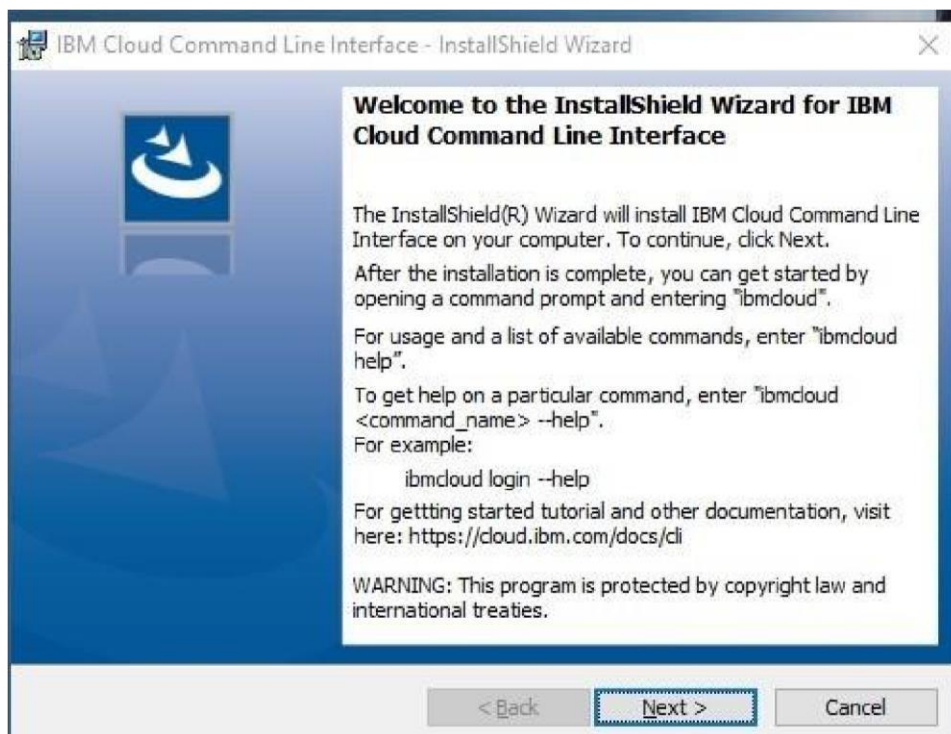 IBM Cloud Command Line Interface - InstallShield Wizard
Welcome to the InstallShield Wizard for IBM
Cloud Command Line Interface
The InstallShield(R) Wizard will install IBM Cloud Command Line
Interface on your computer. To continue, click Next.
After the installation is complete, you can get started by
opening a command prompt and entering "ibmcloud".
For usage and a list of available commands, enter "ibmcloud
help".
To get help on a particular command, enter "ibmcloud
<command_name> --help".
For example:
ibmcloud login --help
For gettting started tutorial and other documentation, visit
here: https://cloud.ibm.com/docs/cli
WARNING: This program is protected by copyright law and
international treaties.
< Back
Next >
Cancel